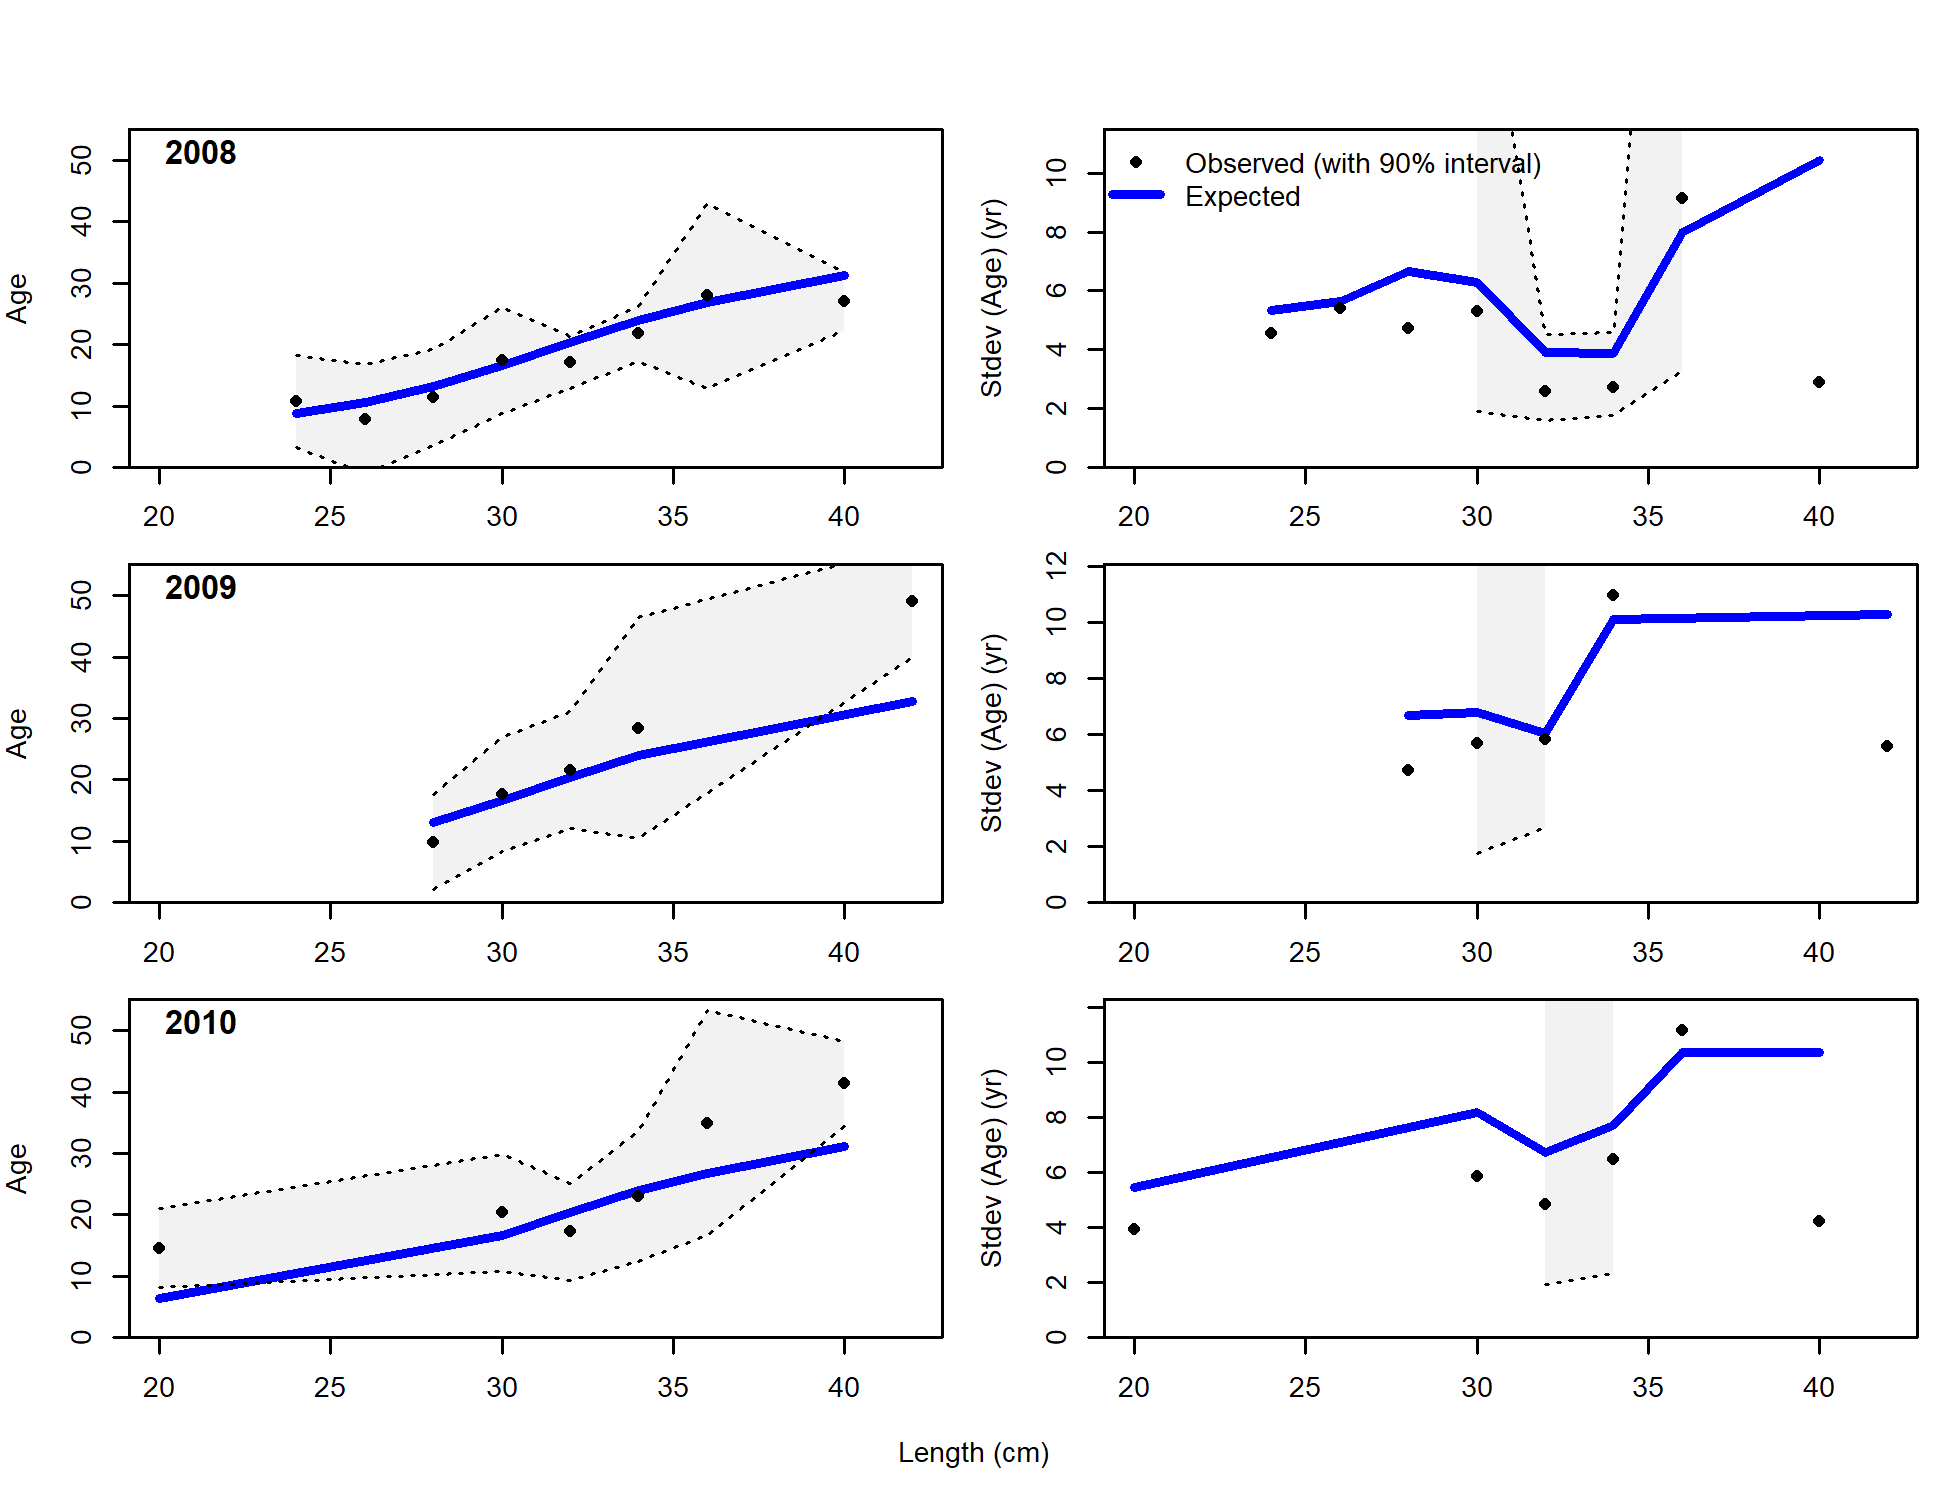 2008
Age
0 10 20 30 40 50
20 25 30 35 40
Observed (with 90% interval)
Expected
Stdev (Age) (yr)
0 2 4 6 8 10
20 25 30 35 40
2009
Age
0 10 20 30 40 50
20 25 30 35 40
Stdev (Age) (yr)
0 2 4 6 8 10 12
20 25 30 35 40
2010
Age
0 10 20 30 40 50
20 25 30 35 40
Stdev (Age) (yr)
0 2 4 6 8 10
20 25 30 35 40
Length (cm)